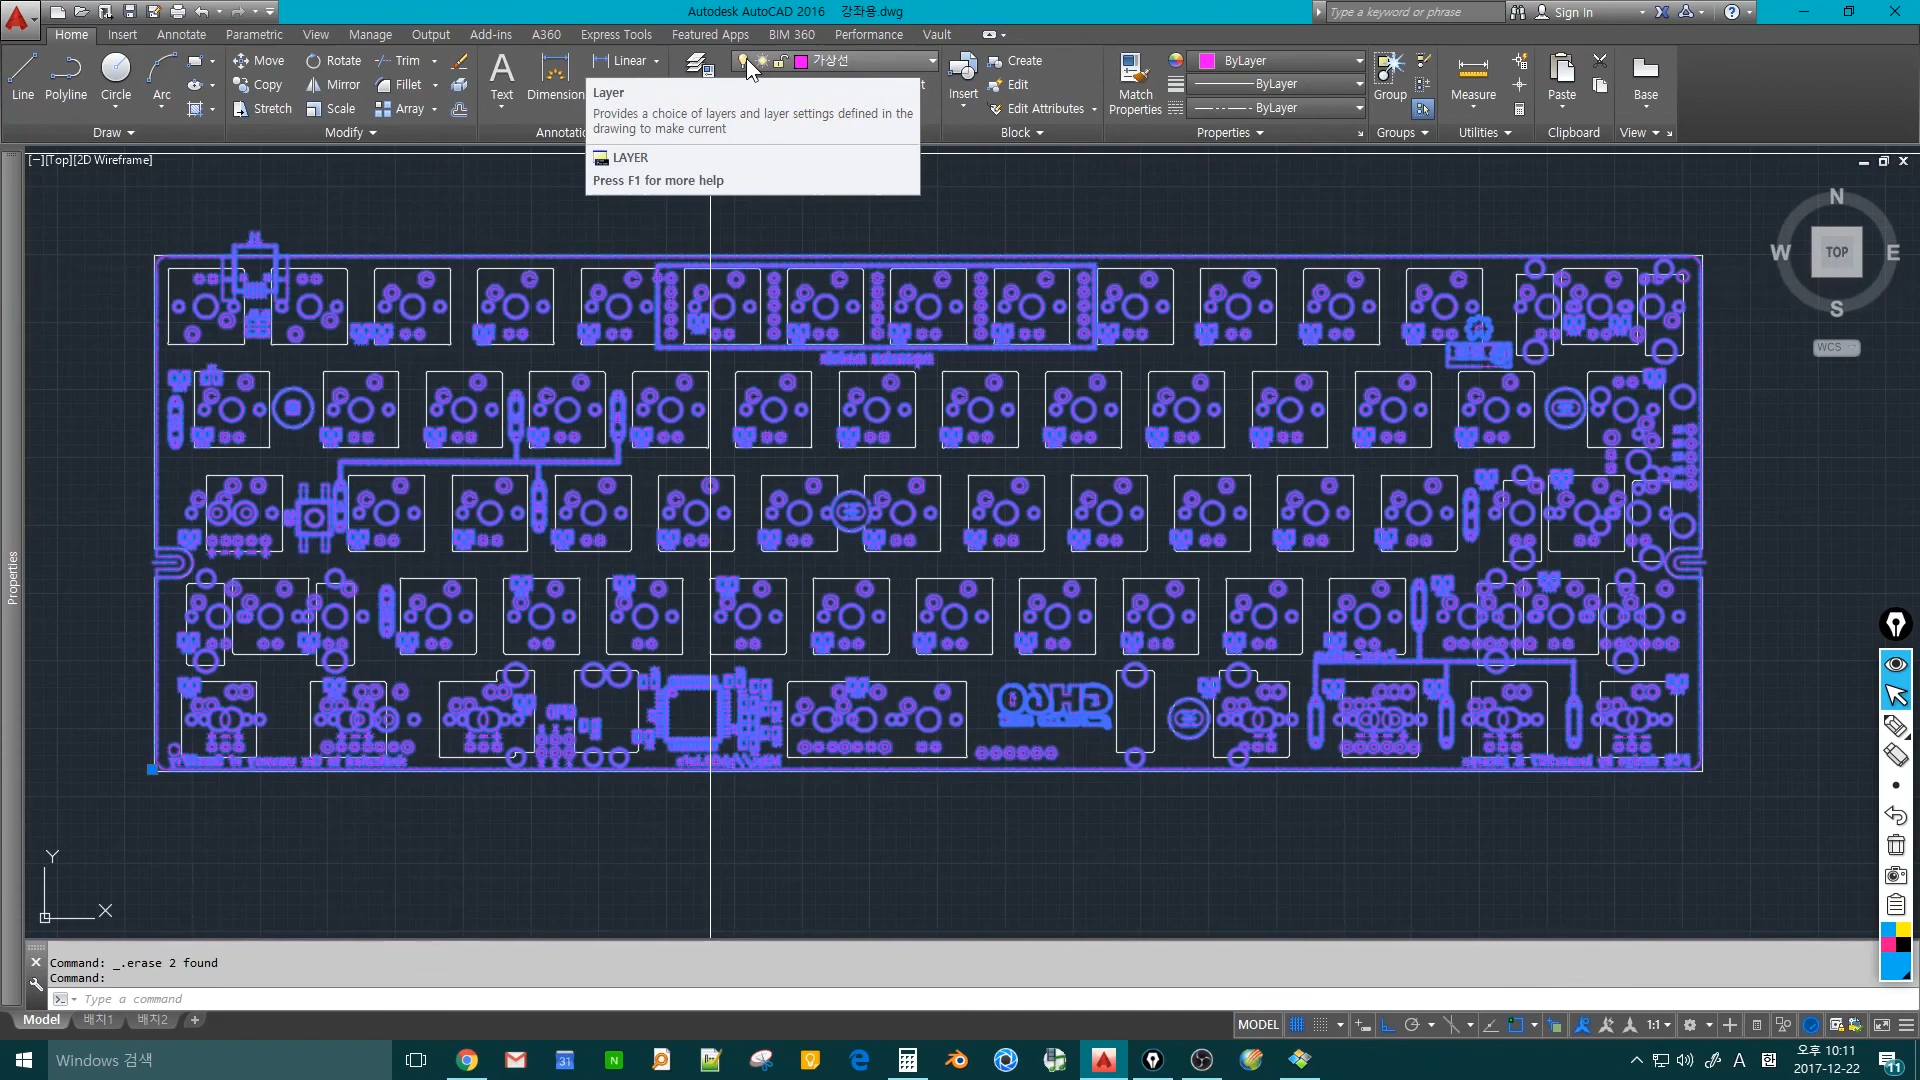 Autodesk AutoCAD 2016 강좌용.dwg
Type a keyword or phrase
Sign In
Home Insert Annotate Parametric View Manage Output Add-ins A360 Express Tools Featured Apps BIM 360 Performance Vault
Line Polyline Circle Arc
Move Rotate Trim
Copy Mirror Fillet
Stretch Scale Array
Text Dimension
Linear
가상선
Insert
Create
Edit
Edit Attributes
Match Properties
ByLayer
ByLayer
ByLayer
Group Measure Paste Base
Draw Modify Block Properties Groups Utilities Clipboard View
Layer
Provides a choice of layers and layer settings defined in the
drawing to make current
LAYER
Press F1 for more help
[−][Top][2D Wireframe]
N
W TOP E
S
WCS
Properties
Y
X
Command: _.erase 2 found
Command:
Type a command
Model 배치1 배치2 +
MODEL 1:1
Windows 검색
A
오후 10:11
2017-12-22
11